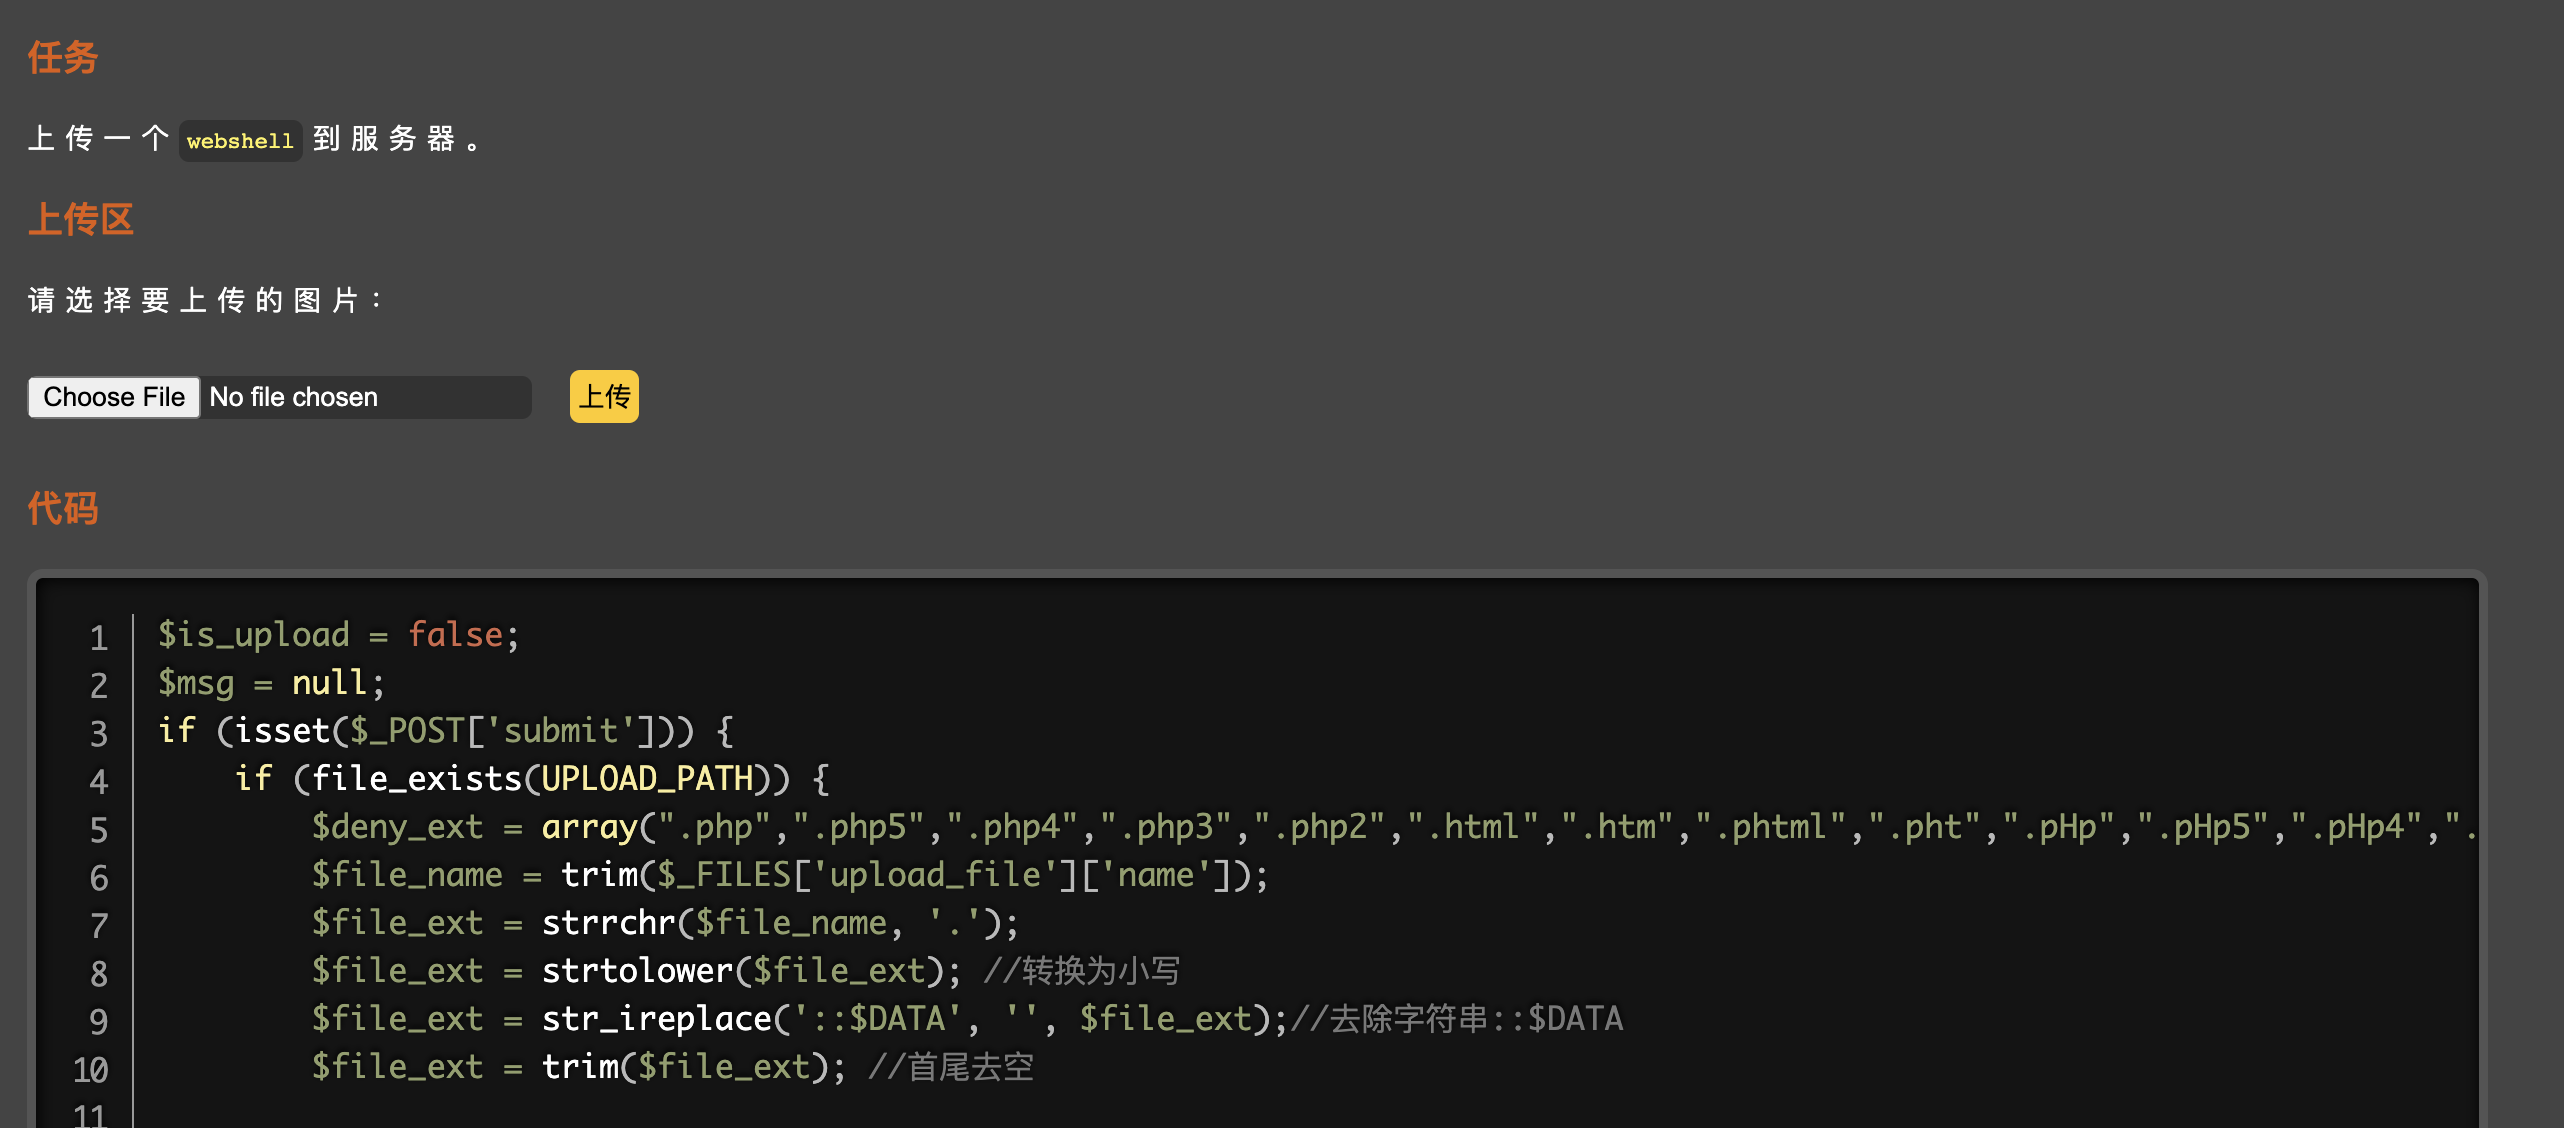 任务
上传一个 webshell 到服务器。
上传区
请选择要上传的图片：
Choose File No file chosen 上传
代码
1 $is_upload = false;
2 $msg = null;
3 if (isset($_POST['submit'])) {
4 if (file_exists(UPLOAD_PATH)) {
5 $deny_ext = array(".php",".php5",".php4",".php3",".php2",".html",".htm",".phtml",".pht",".pHp",".pHp5",".pHp4",".
6 $file_name = trim($_FILES['upload_file']['name']);
7 $file_ext = strrchr($file_name, '.');
8 $file_ext = strtolower($file_ext); //转换为小写
9 $file_ext = str_ireplace('::$DATA', '', $file_ext);//去除字符串::$DATA
10 $file_ext = trim($file_ext); //首尾去空
11